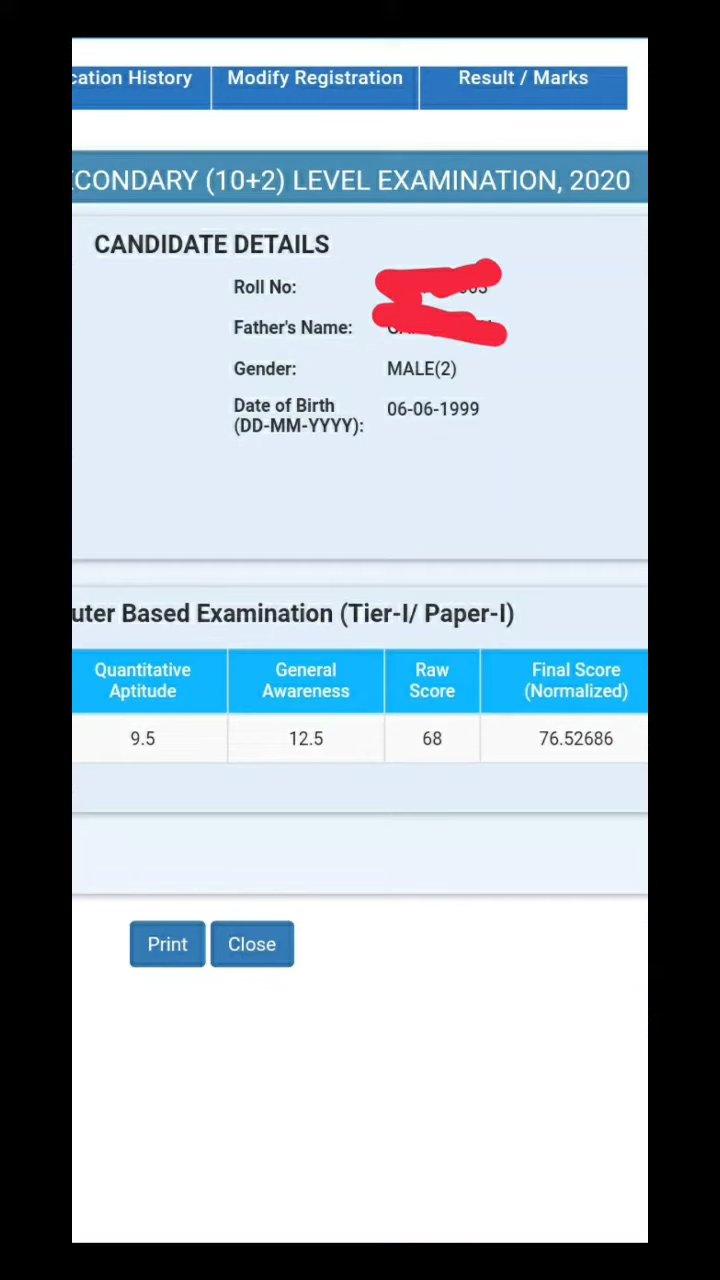 cation History Modify Registration Result / Marks
CONDARY (10+2) LEVEL EXAMINATION, 2020
CANDIDATE DETAILS
Roll No:
Father's Name:
Gender: MALE(2)
Date of Birth 06-06-1999
(DD-MM-YYYY):
uter Based Examination (Tier-I/ Paper-I)
Quantitative General Raw Final Score
Aptitude Awareness Score (Normalized)
9.5 12.5 68 76.52686
Print Close